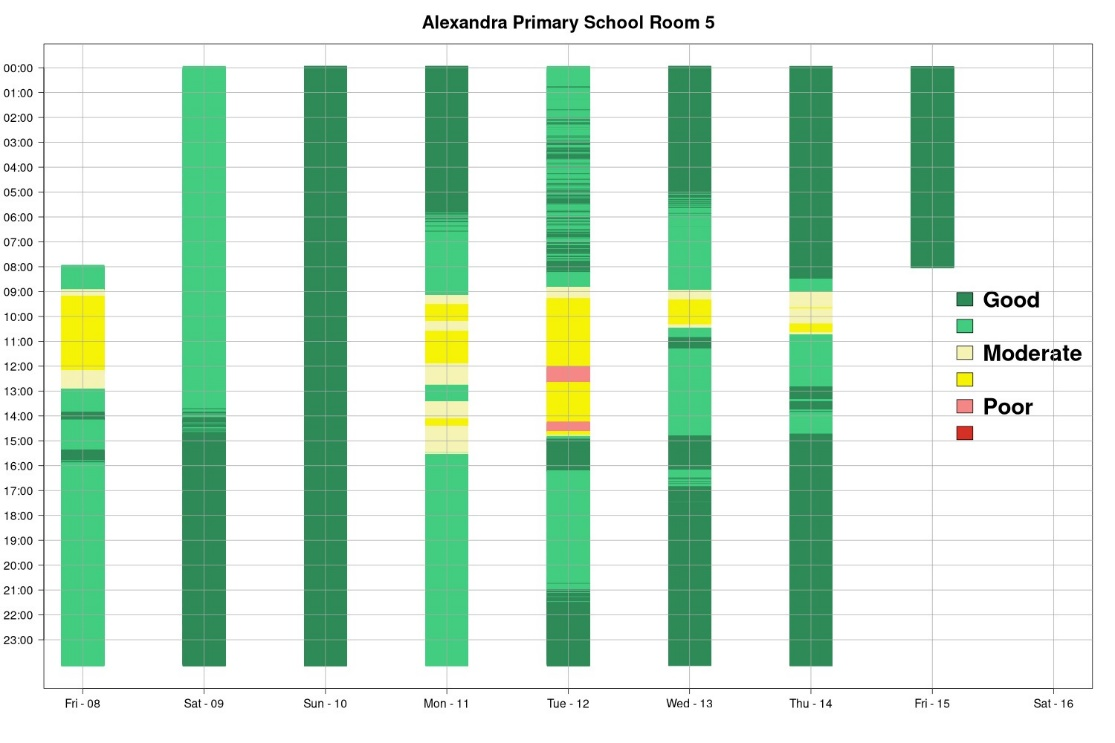 Alexandra Primary School Room 5
00:00
01:00
02:00
03:00
04:00
05:00
06:00
07:00
08:00
09:00
10:00
11:00
12:00
13:00
14:00
15:00
16:00
17:00
18:00
19:00
20:00
21:00
22:00
23:00
Good
Moderate
Poor
Fri - 08
Sat - 09
Sun - 10
Mon - 11
Tue - 12
Wed - 13
Thu - 14
Fri - 15
Sat - 16